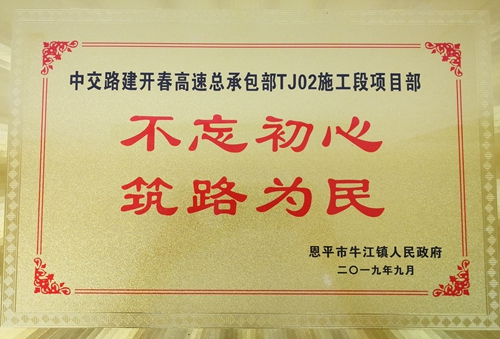 中交路建开春高速总承包部TJ02施工段项目部
不忘初心
筑路为民
恩平市牛江镇人民政府
二〇一九年九月